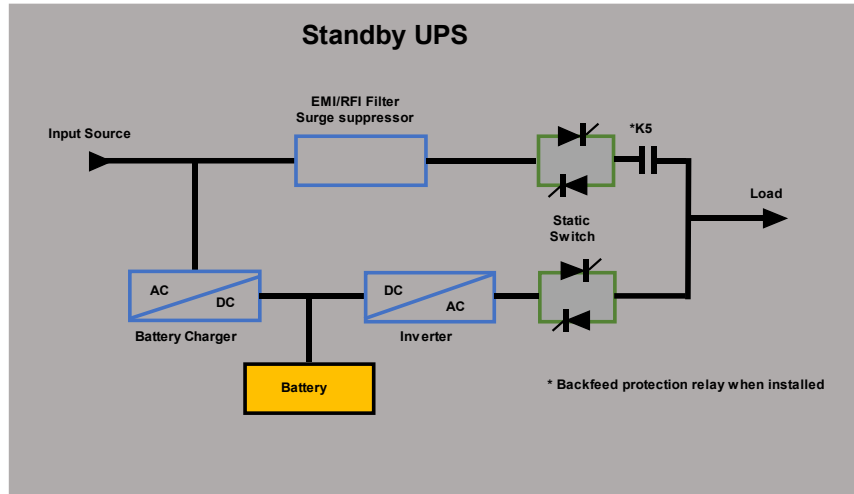 Standby UPS
EMI/RFI Filter
Surge suppressor
Input Source
*K5
Load
Static
Switch
AC
DC
DC
AC
Battery Charger
Inverter
Battery
* Backfeed protection relay when installed